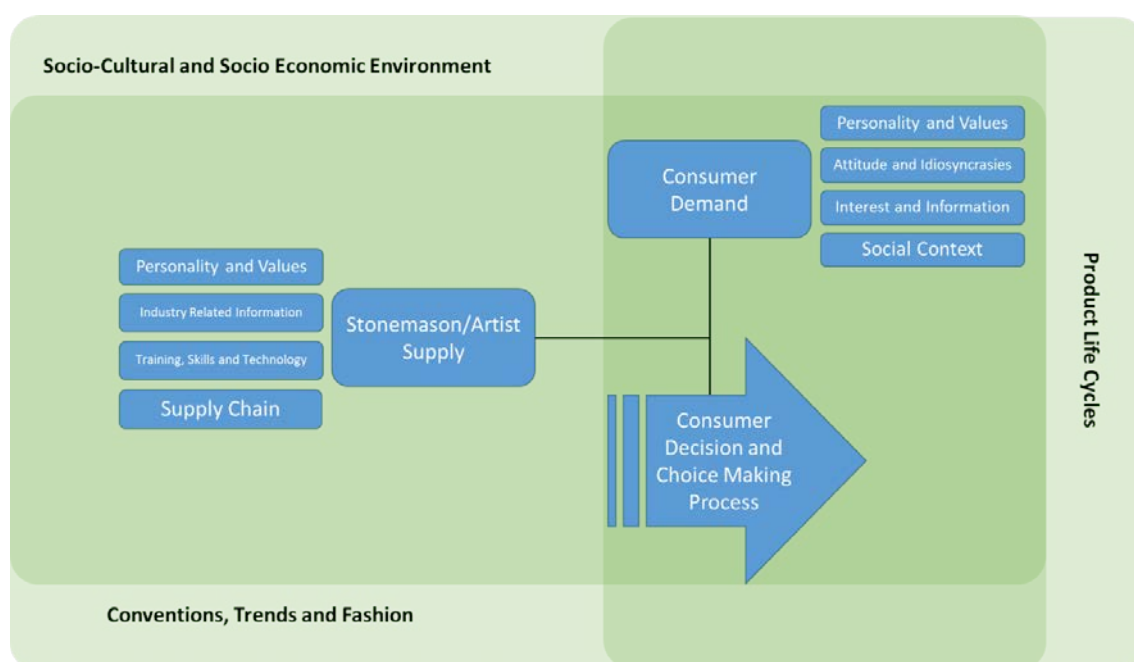 Socio-Cultural and Socio Economic Environment
Personality and Values
Attitude and Idiosyncrasies
Interest and Information
Social Context
Consumer
Demand
Personality and Values
Industry Related Information
Training, Skills and Technology
Supply Chain
Stonemason/Artist
Supply
Consumer
Decision and
Choice Making
Process
Product Life Cycles
Conventions, Trends and Fashion